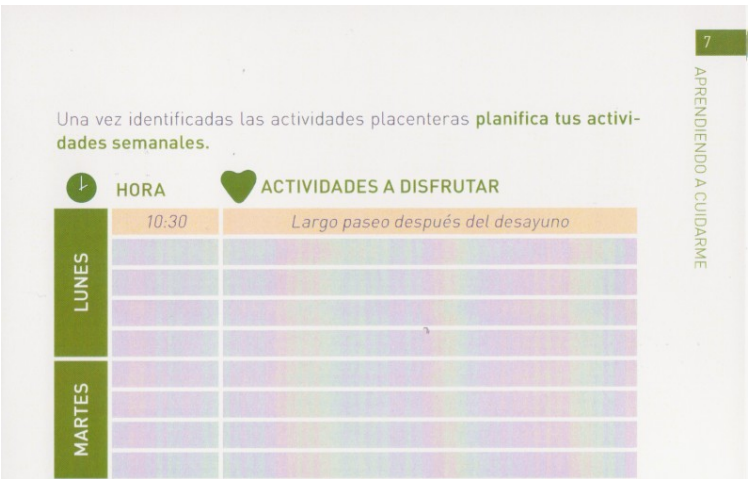 7
APRENDIENDO A CUIDARME
Una vez identificadas las actividades placenteras planifica tus activi-
dades semanales.
HORA ACTIVIDADES A DISFRUTAR
LUNES
10:30 Largo paseo después del desayuno
MARTES